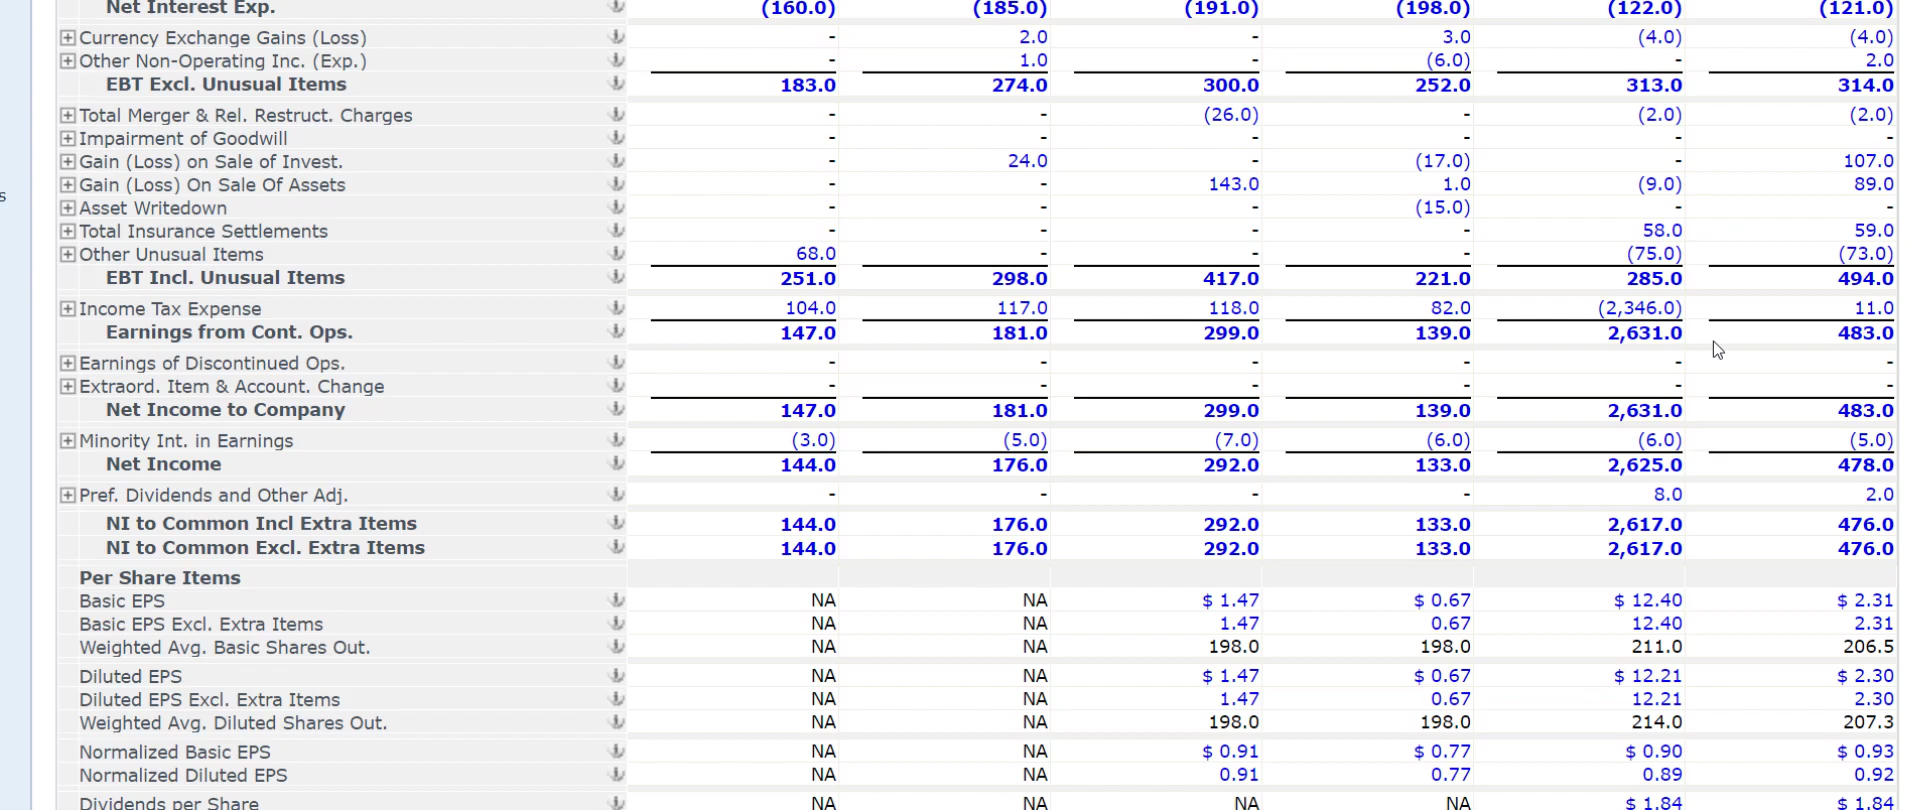 Net Interest Exp. (160.0) (185.0) (191.0) (198.0) (122.0) (121.0)
Currency Exchange Gains (Loss) - 2.0 - 3.0 (4.0) (4.0)
Other Non-Operating Inc. (Exp.) - 1.0 - (6.0) - 2.0
EBT Excl. Unusual Items 183.0 274.0 300.0 252.0 313.0 314.0
Total Merger & Rel. Restruct. Charges - - (26.0) - (2.0) (2.0)
Impairment of Goodwill - - - - - -
s Gain (Loss) on Sale of Invest. - 24.0 - (17.0) - 107.0
Gain (Loss) On Sale Of Assets - - 143.0 1.0 (9.0) 89.0
Asset Writedown - - - (15.0) - -
Total Insurance Settlements - - - - 58.0 59.0
Other Unusual Items 68.0 - - - (75.0) (73.0)
EBT Incl. Unusual Items 251.0 298.0 417.0 221.0 285.0 494.0
Income Tax Expense 104.0 117.0 118.0 82.0 (2,346.0) 11.0
Earnings from Cont. Ops. 147.0 181.0 299.0 139.0 2,631.0 483.0
Earnings of Discontinued Ops. - - - - - -
Extraord. Item & Account. Change - - - - - -
Net Income to Company 147.0 181.0 299.0 139.0 2,631.0 483.0
Minority Int. in Earnings (3.0) (5.0) (7.0) (6.0) (6.0) (5.0)
Net Income 144.0 176.0 292.0 133.0 2,625.0 478.0
Pref. Dividends and Other Adj. - - - - 8.0 2.0
NI to Common Incl Extra Items 144.0 176.0 292.0 133.0 2,617.0 476.0
NI to Common Excl. Extra Items 144.0 176.0 292.0 133.0 2,617.0 476.0
Per Share Items
Basic EPS NA NA $ 1.47 $ 0.67 $ 12.40 $ 2.31
Basic EPS Excl. Extra Items NA NA 1.47 0.67 12.40 2.31
Weighted Avg. Basic Shares Out. NA NA 198.0 198.0 211.0 206.5
Diluted EPS NA NA $ 1.47 $ 0.67 $ 12.21 $ 2.30
Diluted EPS Excl. Extra Items NA NA 1.47 0.67 12.21 2.30
Weighted Avg. Diluted Shares Out. NA NA 198.0 198.0 214.0 207.3
Normalized Basic EPS NA NA $ 0.91 $ 0.77 $ 0.90 $ 0.93
Normalized Diluted EPS NA NA 0.91 0.77 0.89 0.92
Dividends per Share NA NA NA NA $ 1.84 $ 1.84